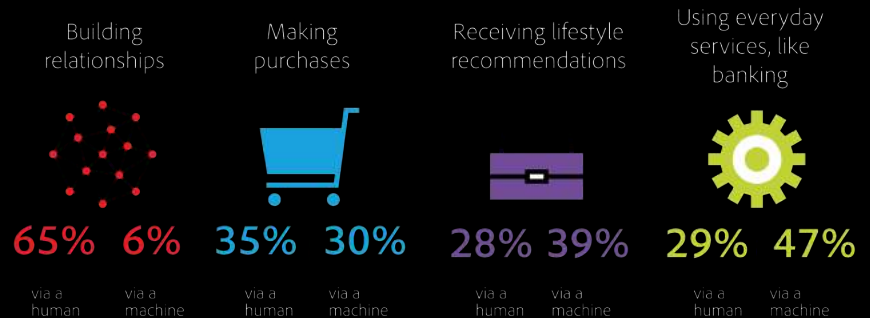 Building
relationships
65% 6%
via a human via a machine
Making
purchases
35% 30%
via a human via a machine
Receiving lifestyle
recommendations
28% 39%
via a human via a machine
Using everyday
services, like
banking
29% 47%
via a human via a machine